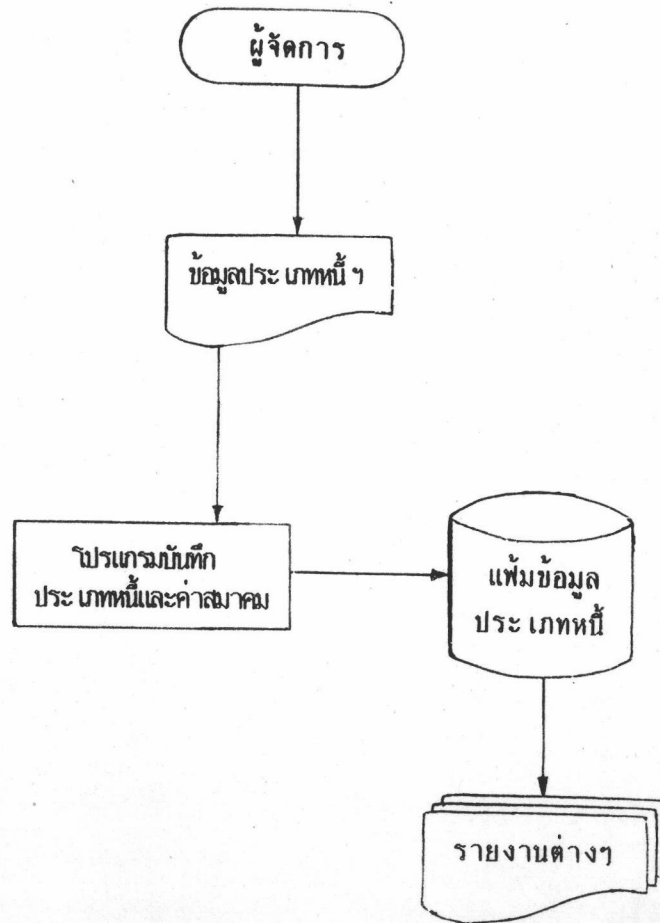 ผู้จัดการ
ข้อมูลประเภทหนี้ ฯ
โปรแกรมบันทึก
ประเภทหนี้และค่าสมาคม
แฟ้มข้อมูล
ประเภทหนี้
รายงานต่างๆ